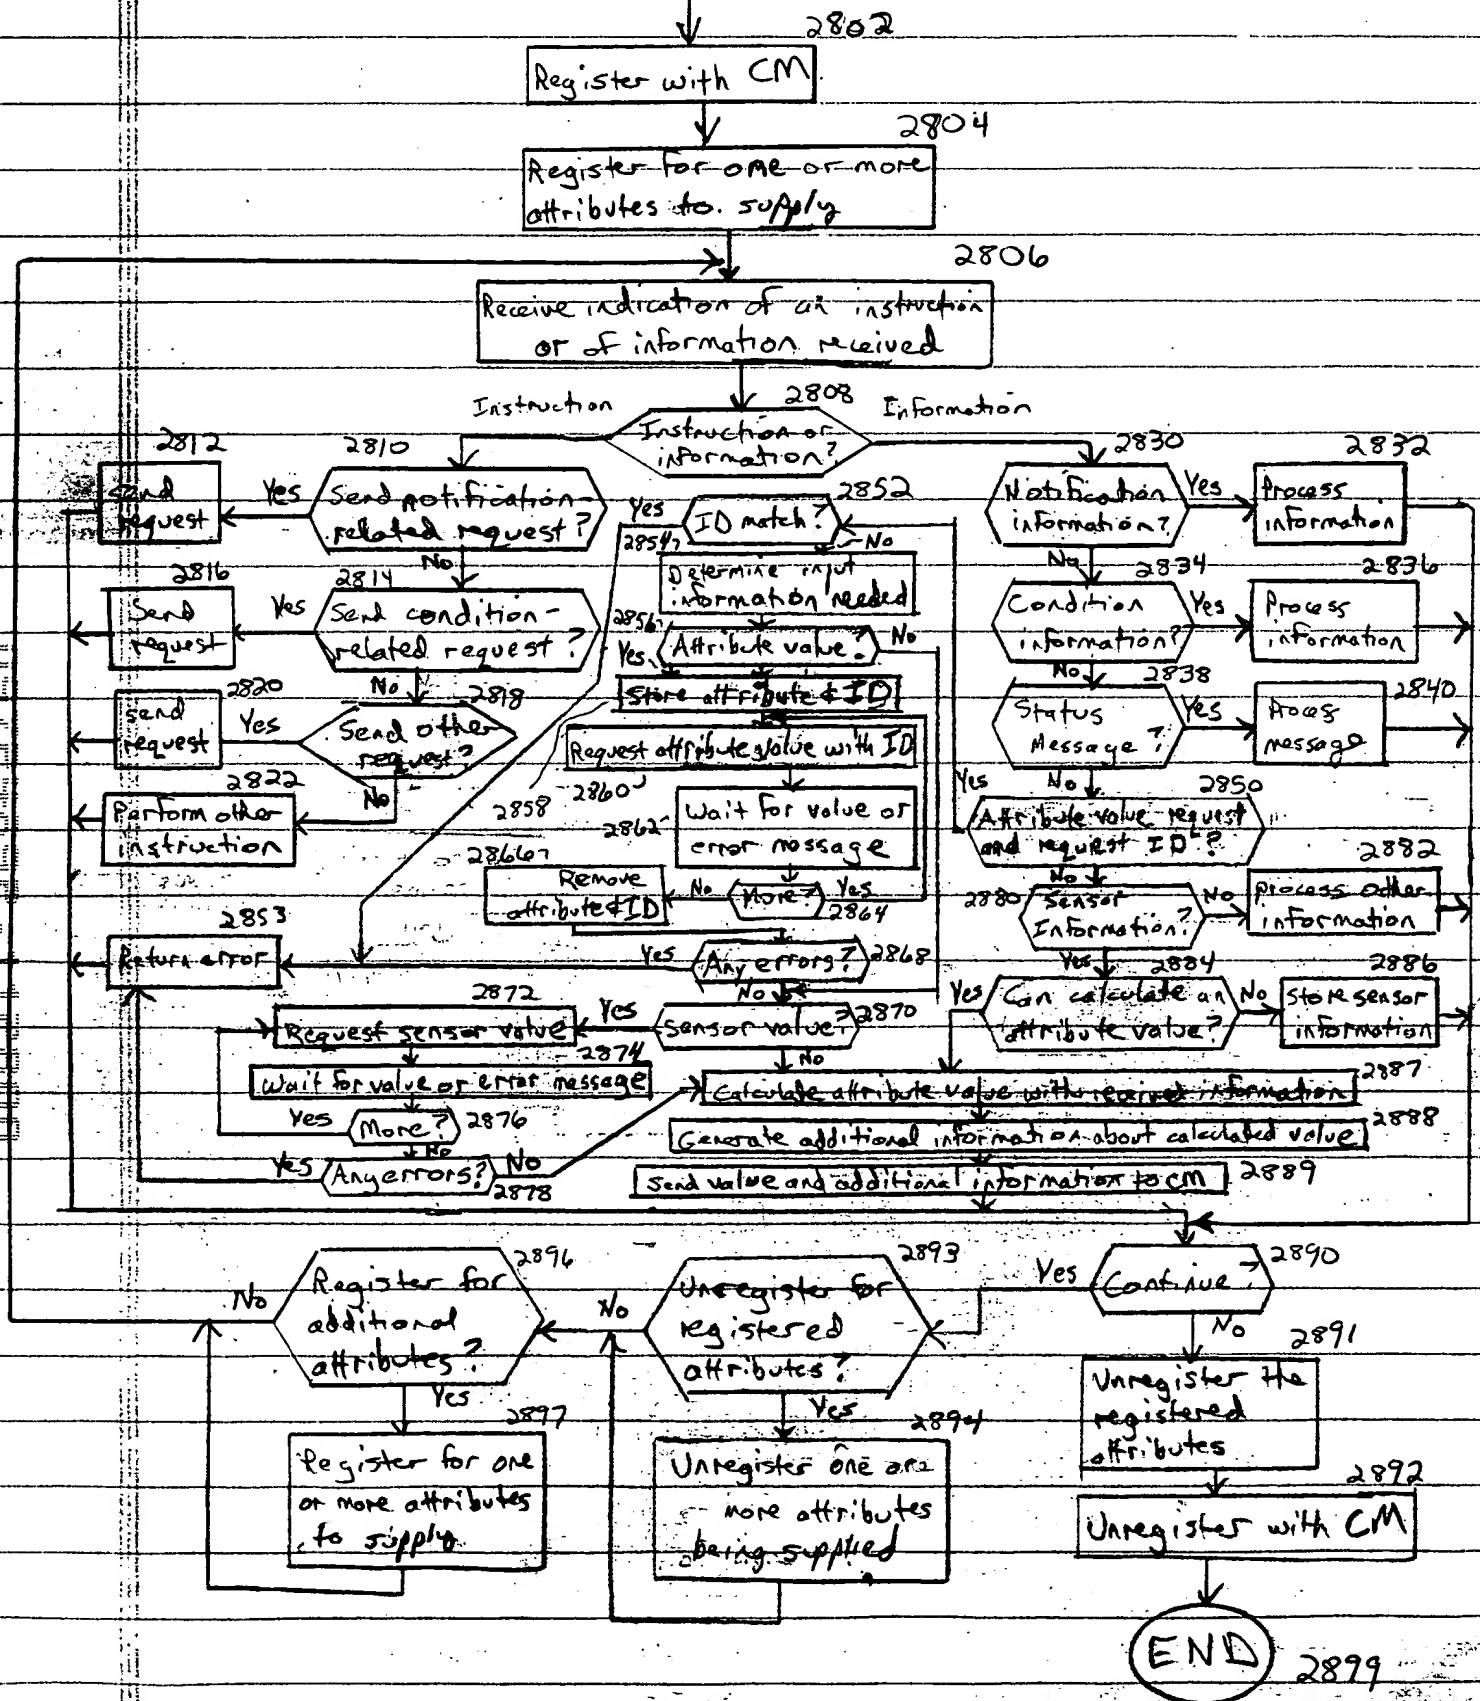 2802
Register with CM
2804
Register for one or more
attributes to supply
2806
Receive indication of an instruction
or of information received
2808
Instruction
Information
Instruction or
information?
2812
Send
request
Yes
2810
Send notification-
related request?
No
2816
Send
request
Yes
2814
Send condition-
related request?
No
2820
Send
request
Yes
2818
Send other
request?
No
2822
Perform other
instruction
2853
Return error
Yes
2852
ID match?
No
2854
Determine input
information needed
2856
Yes
Attribute value?
No
Store attribute & ID
2858
Request attribute value with ID
2860
2862
Wait for value or
error message
2866
Remove
attribute & ID
No
More?
Yes
2864
Yes
Any errors?
2868
No
2872
Request sensor value
Yes
Sensor value?
2870
No
2874
Wait for value or error message
Yes
More?
2876
No
Yes
Any errors?
No
2878
2830
Notification
information?
Yes
2832
Process
information
No
2834
Condition
information?
Yes
2836
Process
information
No
2838
Status
Message?
Yes
2840
Process
message
No
2850
Yes
Attribute value request
and request ID?
No
2880
Sensor
Information?
No
2882
Process other
information
Yes
2884
Yes
Can calculate an
attribute value?
No
2886
Store sensor
information
2887
Calculate attribute value with received information
2888
Generate additional information about calculated value
Send value and additional information to CM
2889
2890
Continue?
Yes
No
2893
Unregister for
registered
attributes?
No
Yes
2896
Register for
additional
attributes?
No
Yes
2897
Register for one
or more attributes
to supply
2894
Unregister one or
more attributes
being supplied
2891
Unregister the
registered
attributes
2892
Unregister with CM
END
2899